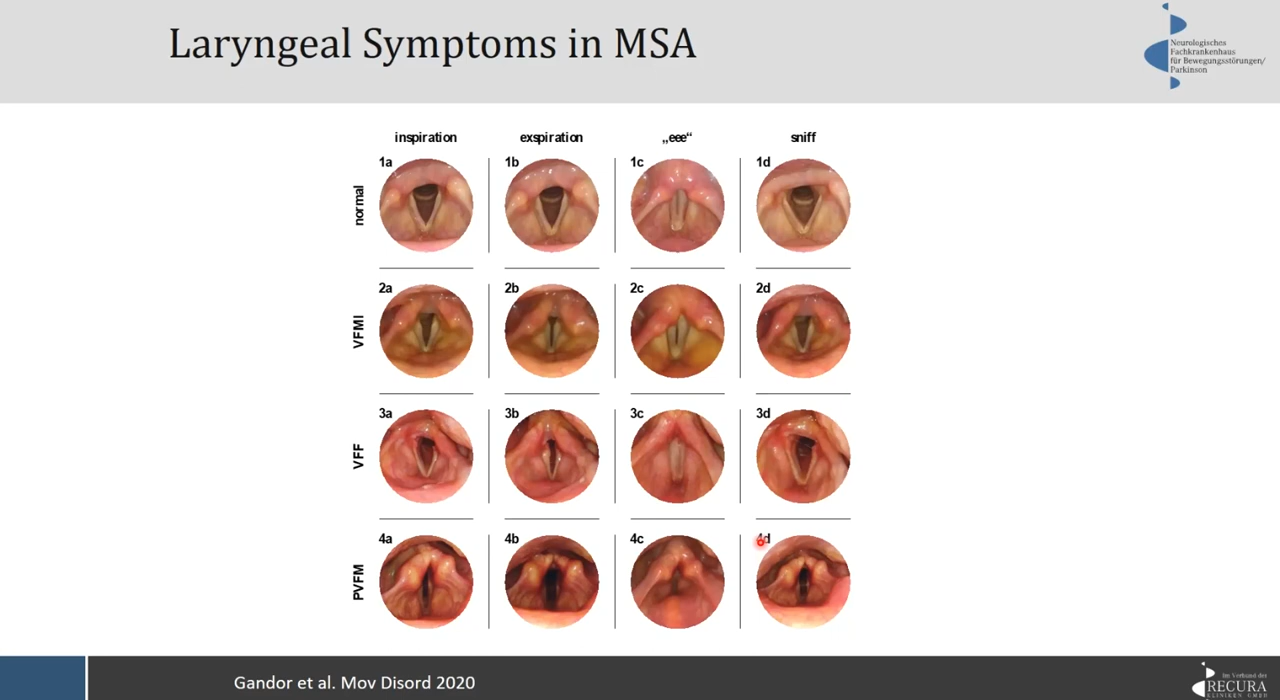 Laryngeal Symptoms in MSA
Neurologisches
Fachkrankenhaus
für Bewegungsstörungen/
Parkinson
inspiration exspiration „eee“ sniff
normal
1a 1b 1c 1d
VFMI
2a 2b 2c 2d
VFF
3a 3b 3c 3d
PVFM
4a 4b 4c 4d
Gandor et al. Mov Disord 2020
Im Verbund der
RECURA
KLINIKEN GMBH